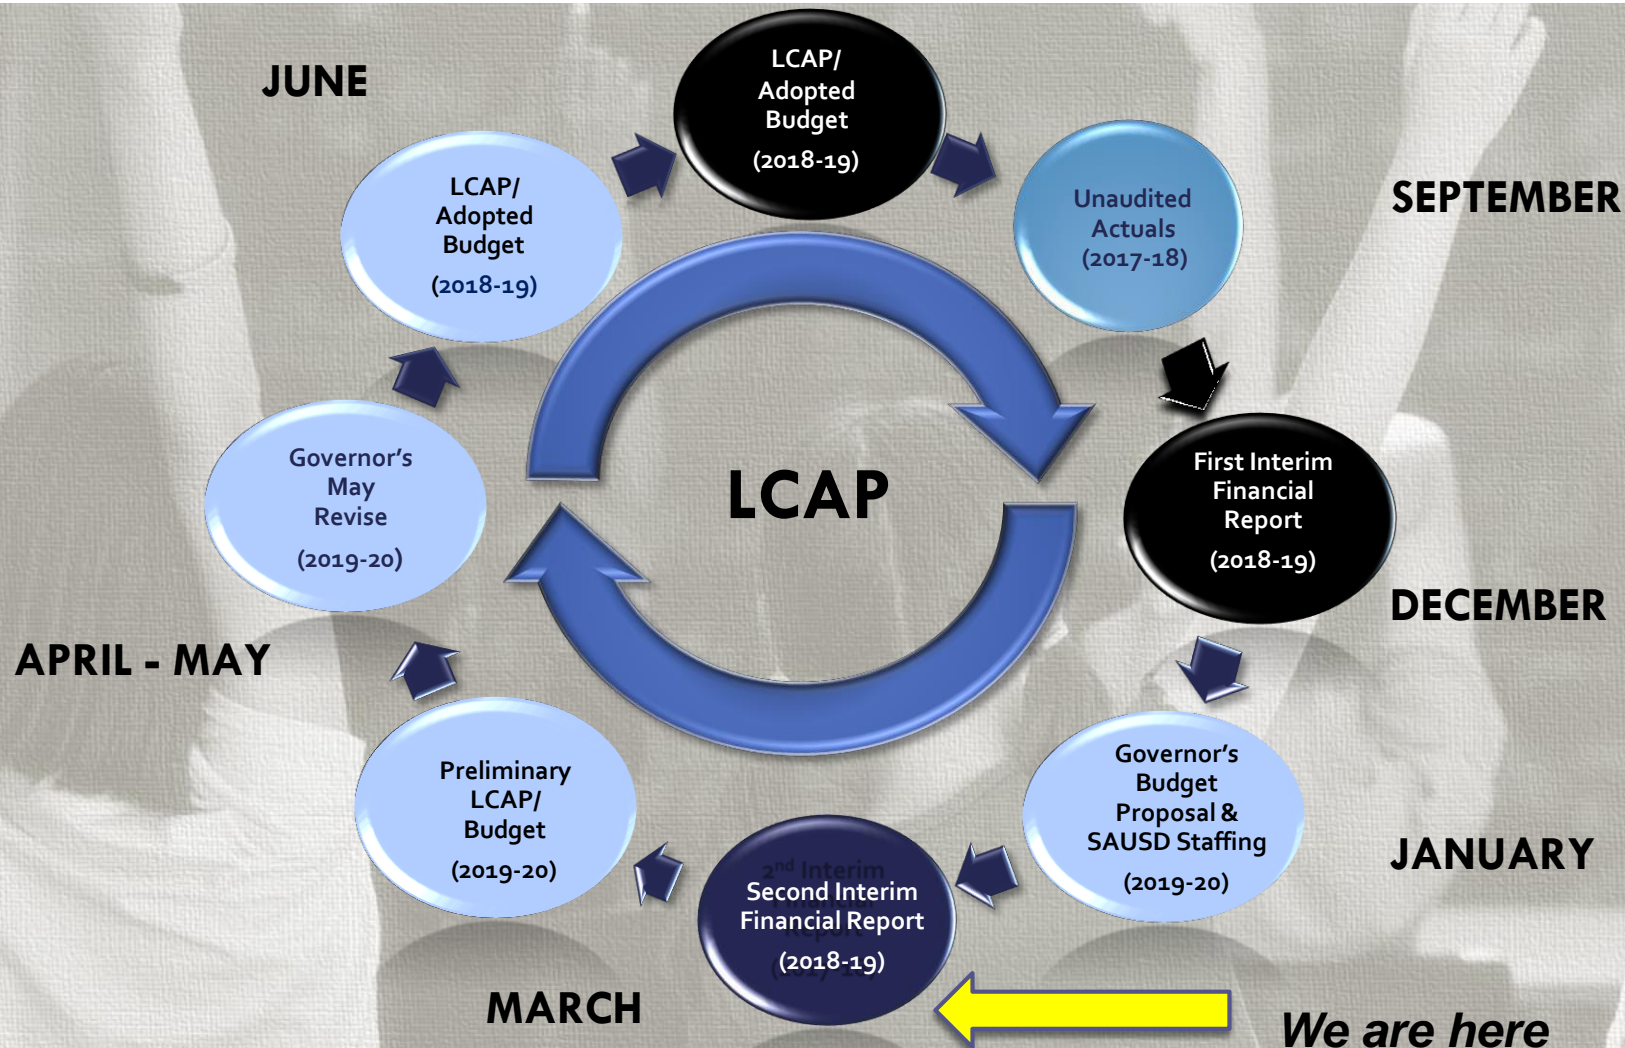 JUNE
LCAP/
Adopted
Budget
(2018-19)
LCAP/
Adopted
Budget
(2018-19)
Unaudited
Actuals
(2017-18)
SEPTEMBER
First Interim
Financial
Report
(2018-19)
DECEMBER
Governor's
Budget
Proposal &
SAUSD Staffing
(2019-20)
JANUARY
2nd Interim
Second Interim
Financial Report
(2018-19)
MARCH
We are here
Preliminary
LCAP/
Budget
(2019-20)
APRIL - MAY
Governor's
May
Revise
(2019-20)
LCAP